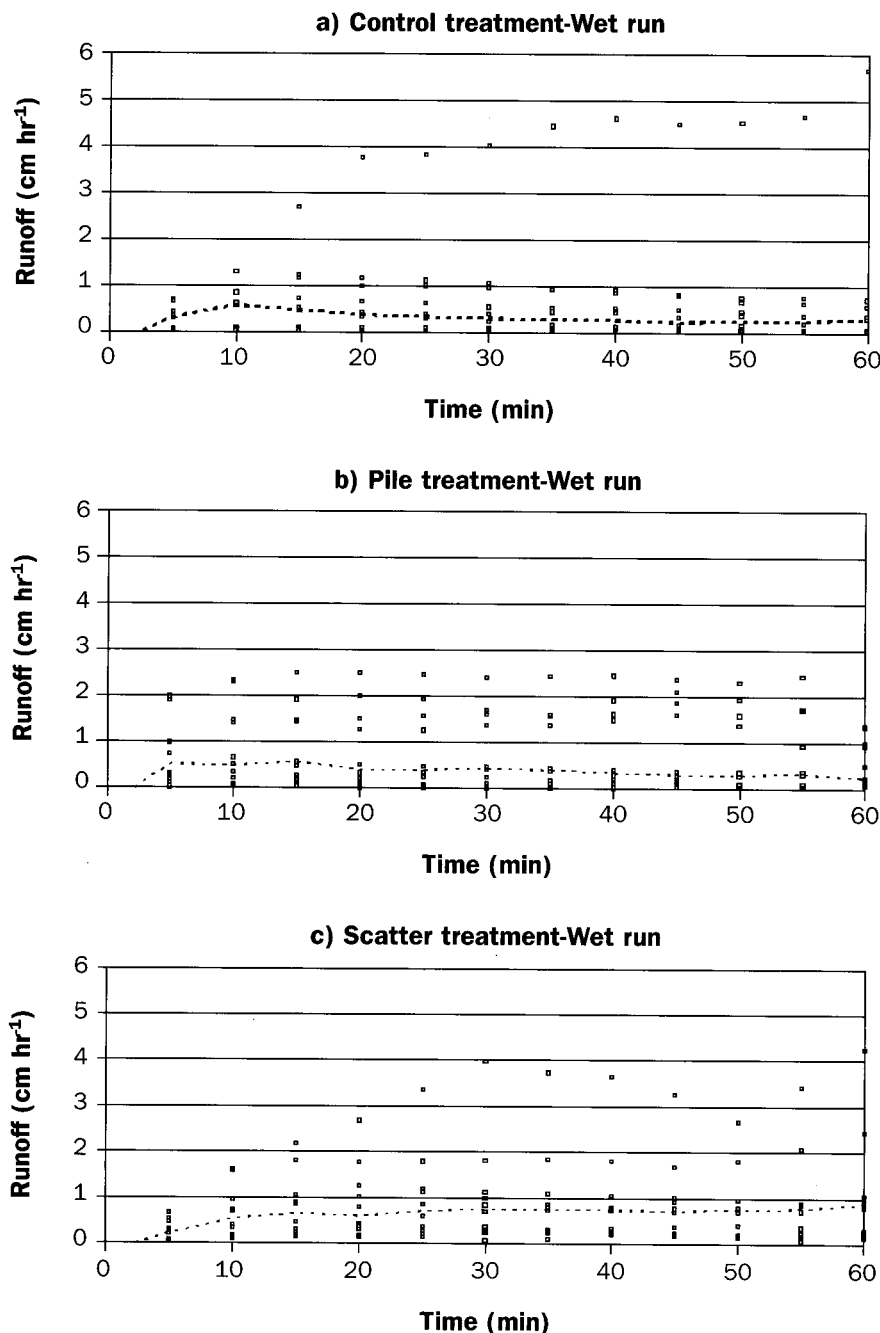 a) Control treatment-Wet run
6
5
4
3
2
1
0
Runoff (cm hr-1)
0 10 20 30 40 50 60
Time (min)
b) Pile treatment-Wet run
6
5
4
3
2
1
0
Runoff (cm hr-1)
0 10 20 30 40 50 60
Time (min)
c) Scatter treatment-Wet run
6
5
4
3
2
1
0
Runoff (cm hr-1)
0 10 20 30 40 50 60
Time (min)